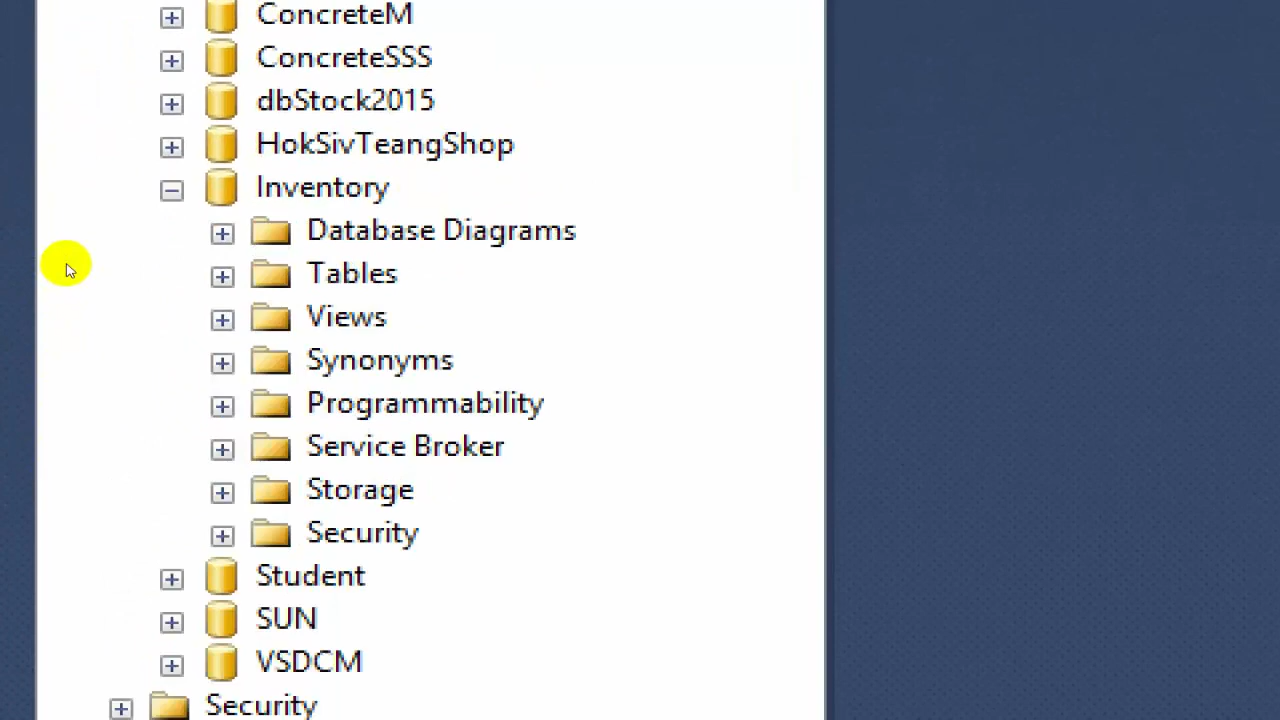 ConcreteM
ConcreteSSS
dbStock2015
HokSivTeangShop
Inventory
Database Diagrams
Tables
Views
Synonyms
Programmability
Service Broker
Storage
Security
Student
SUN
VSDCM
Security